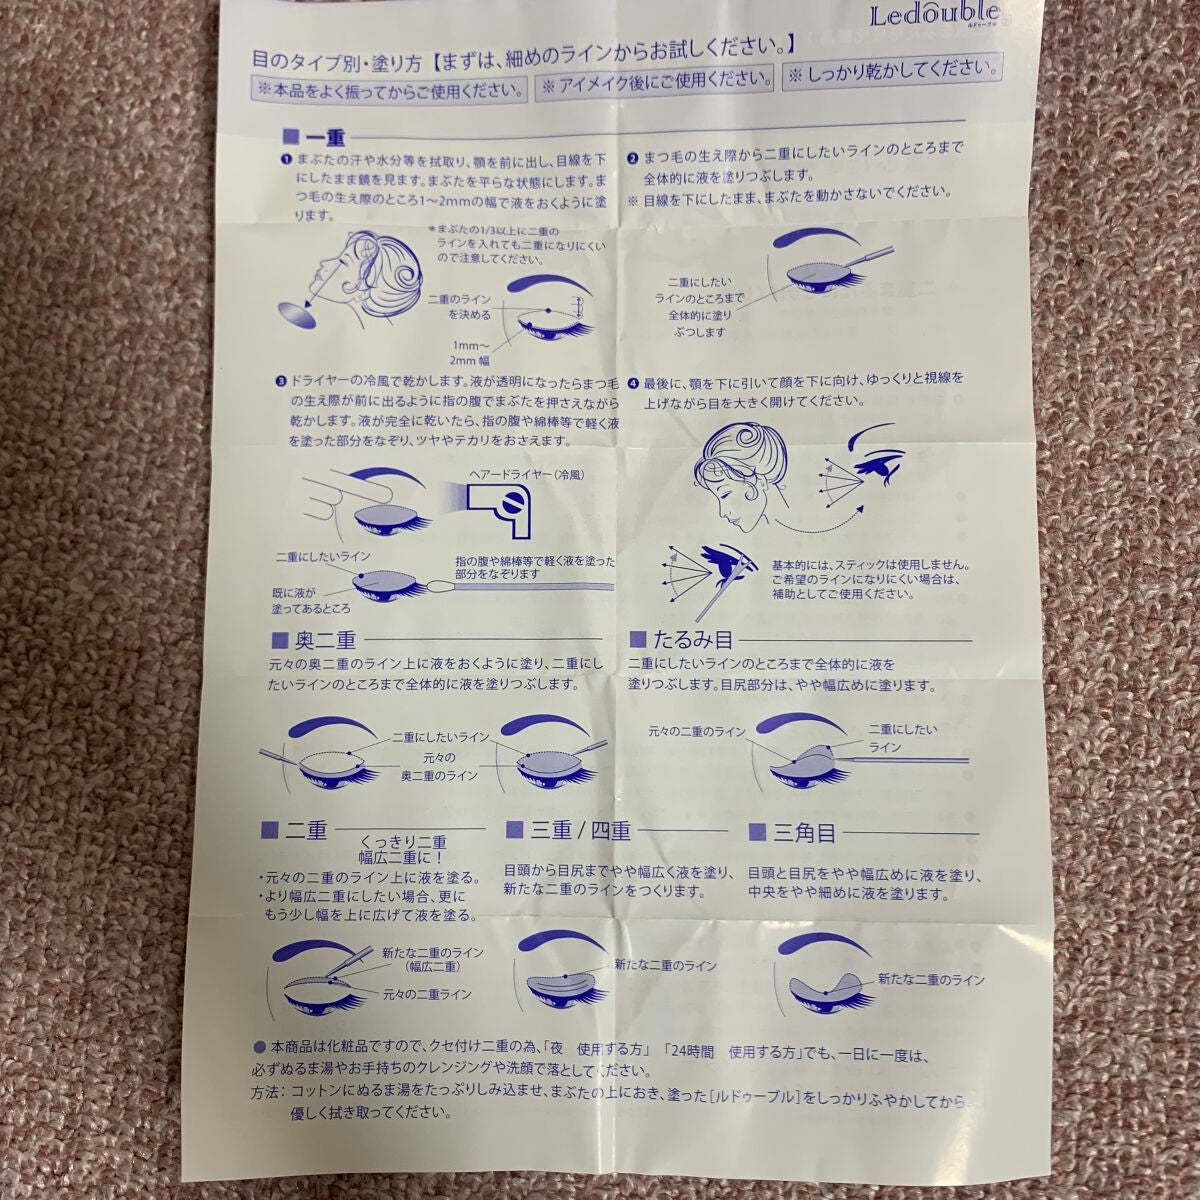 Ledouble
ルドゥーブル
目のタイプ別・塗り方【まずは、細めのラインからお試しください。】
※本品をよく振ってからご使用ください。
※ アイメイク後にご使用ください。
※ しっかり乾かしてください。
■ 一重
❶ まぶたの汗や水分等を拭取り、顎を前に出し、目線を下
にしたまま鏡を見ます。まぶたを平らな状態にします。ま
つ毛の生え際のところ1〜2mmの幅で液をおくように塗
ります。
＊まぶたの1/3以上に二重の
ラインを入れても二重になりにくい
ので注意してください。
二重のライン
を決める
1mm〜
2mm 幅
❷ まつ毛の生え際から二重にしたいラインのところまで
全体的に液を塗りつぶします。
※ 目線を下にしたまま、まぶたを動かさないでください。
二重にしたい
ラインのところまで
全体的に塗り
ぶつします
❸ ドライヤーの冷風で乾かします。液が透明になったらまつ毛
の生え際が前に出るように指の腹でまぶたを押さえながら
乾かします。液が完全に乾いたら、指の腹や綿棒等で軽く液
を塗った部分をなぞり、ツヤやテカリをおさえます。
ヘアードライヤー（冷風）
二重にしたいライン
指の腹や綿棒等で軽く液を塗った
部分をなぞります
既に液が
塗ってあるところ
❹ 最後に、顎を下に引いて顔を下に向け、ゆっくりと視線を
上げながら目を大きく開けてください。
基本的には、スティックは使用しません。
ご希望のラインになりにくい場合は、
補助としてご使用ください。
■ 奥二重
元々の奥二重のライン上に液をおくように塗り、二重にし
たいラインのところまで全体的に液を塗りつぶします。
二重にしたいライン
元々の
奥二重のライン
■ たるみ目
二重にしたいラインのところまで全体的に液を
塗りつぶします。目尻部分は、やや幅広めに塗ります。
元々の二重のライン
二重にしたい
ライン
■ 二重
くっきり二重
幅広二重に！
・元々の二重のライン上に液を塗る。
・より幅広二重にしたい場合、更に
もう少し幅を上に広げて液を塗る。
新たな二重のライン
（幅広二重）
元々の二重ライン
■ 三重 / 四重
目頭から目尻までやや幅広く液を塗り、
新たな二重のラインをつくります。
新たな二重のライン
■ 三角目
目頭と目尻をやや幅広めに液を塗り、
中央をやや細めに液を塗ります。
新たな二重のライン
● 本商品は化粧品ですので、クセ付け二重の為、「夜　使用する方」「24時間　使用する方」でも、一日に一度は、
必ずぬるま湯やお手持ちのクレンジングや洗顔で落としてください。
方法： コットンにぬるま湯をたっぷりしみ込ませ、まぶたの上におき、塗った［ルドゥーブル］をしっかりふやかしてから
優しく拭き取ってください。